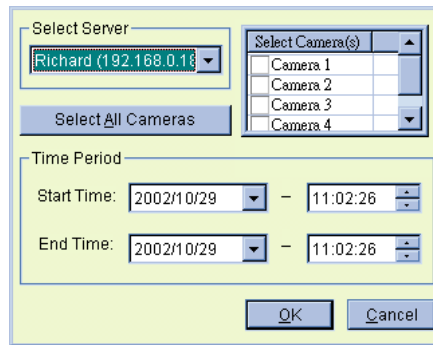 Select Server
Richard (192.168.0.16
Select All Cameras
Select Camera(s)
Camera 1
Camera 2
Camera 3
Camera 4
Time Period
Start Time: 2002/10/29 – 11:02:26
End Time: 2002/10/29 – 11:02:26
OK Cancel